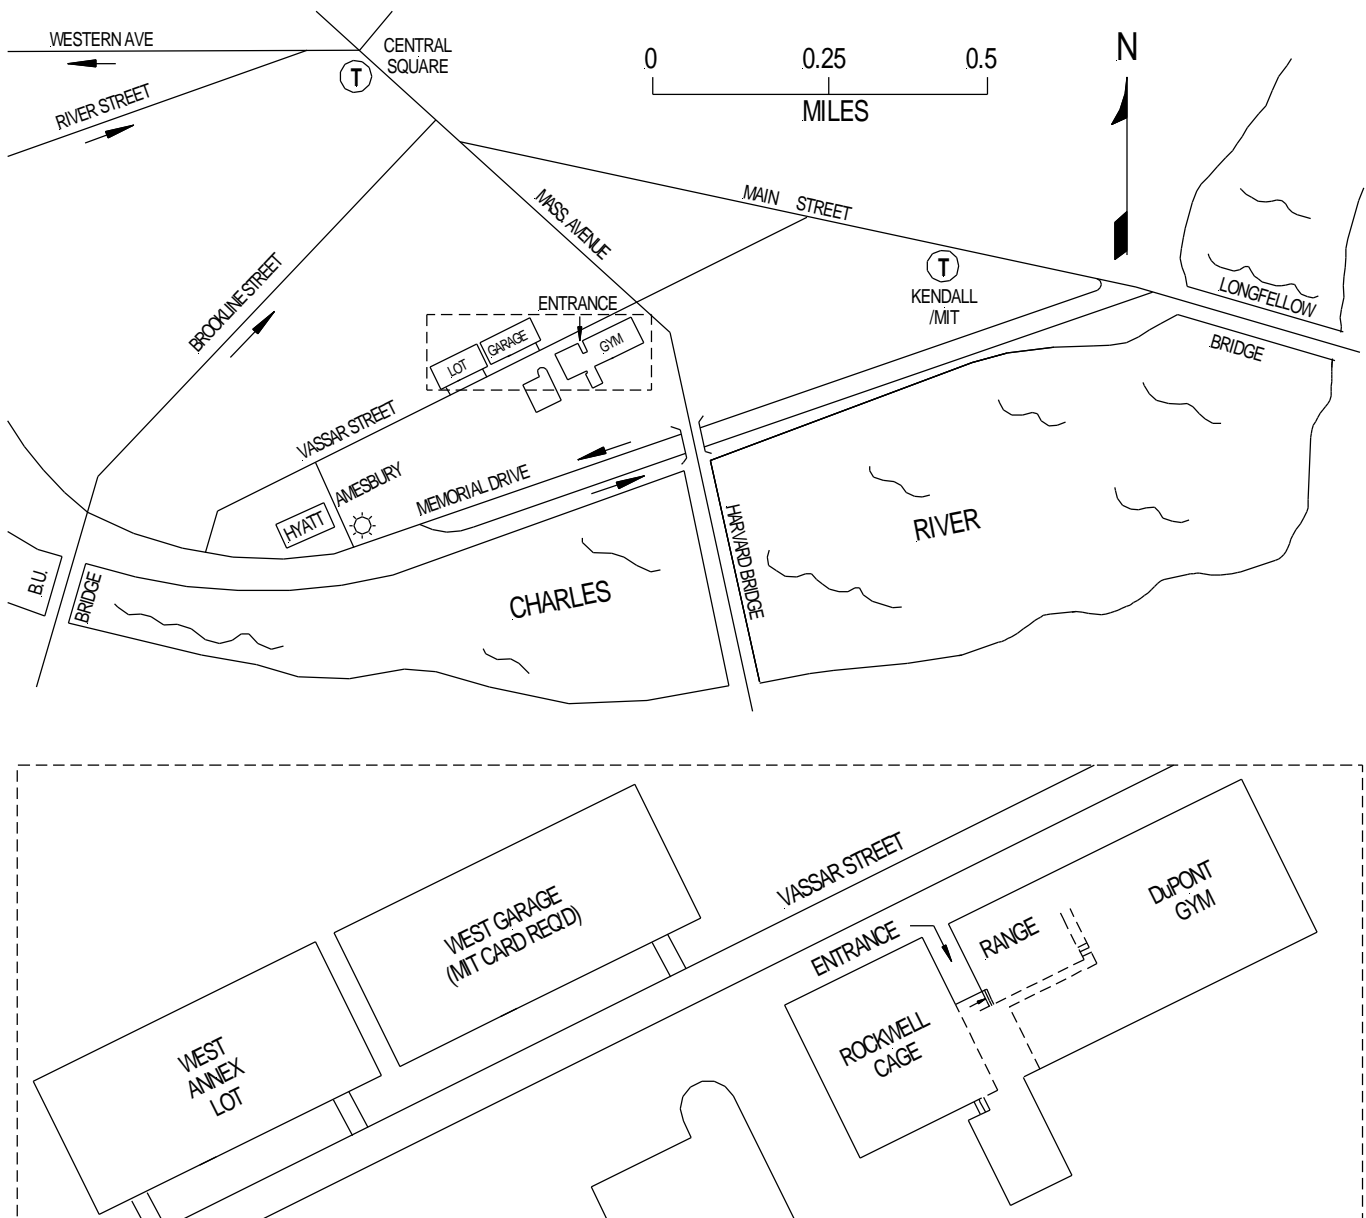 WESTERN AVE
CENTRAL
SQUARE
T
RIVER STREET
0 0.25 0.5
MILES
N
MASS. AVENUE
MAIN STREET
T
KENDALL
/MIT
LONGFELLOW
BRIDGE
BROOKLINE STREET
ENTRANCE
LOT
GARAGE
GYM
VASSAR STREET
AMESBURY
HYATT
MEMORIAL DRIVE
HARVARD BRIDGE
RIVER
CHARLES
B.U.
BRIDGE
WEST GARAGE
(MIT CARD REQ'D)
VASSAR STREET
DuPONT
GYM
RANGE
ENTRANCE
ROCKWELL
CAGE
WEST
ANNEX
LOT